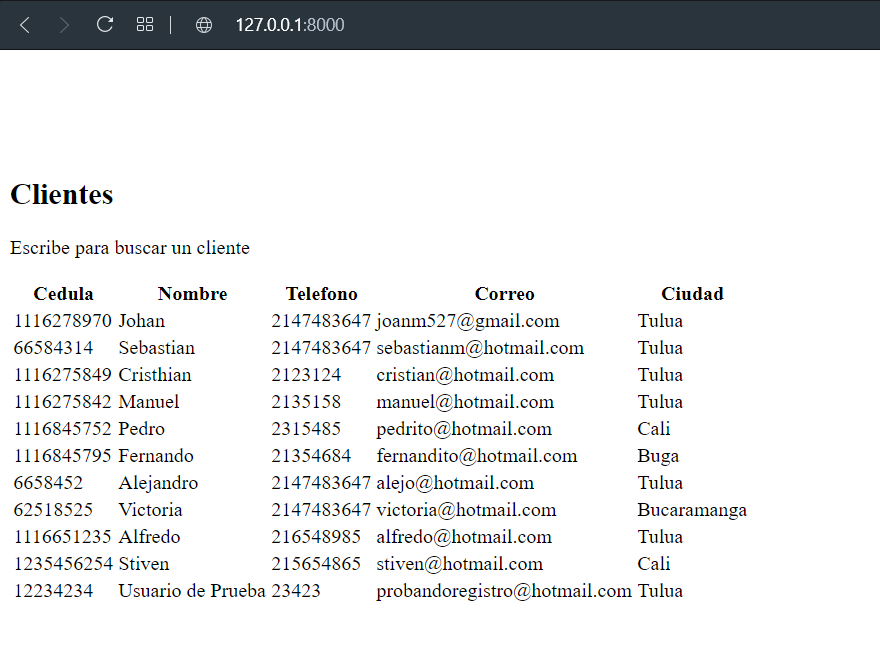 127.0.0.1:8000
Clientes
Escribe para buscar un cliente
Cedula Nombre Telefono Correo Ciudad
1116278970 Johan 2147483647 joanm527@gmail.com Tulua
66584314 Sebastian 2147483647 sebastianm@hotmail.com Tulua
1116275849 Cristhian 2123124 cristian@hotmail.com Tulua
1116275842 Manuel 2135158 manuel@hotmail.com Tulua
1116845752 Pedro 2315485 pedrito@hotmail.com Cali
1116845795 Fernando 21354684 fernandito@hotmail.com Buga
6658452 Alejandro 2147483647 alejo@hotmail.com Tulua
62518525 Victoria 2147483647 victoria@hotmail.com Bucaramanga
1116651235 Alfredo 216548985 alfredo@hotmail.com Tulua
1235456254 Stiven 215654865 stiven@hotmail.com Cali
12234234 Usuario de Prueba 23423 probandoregistro@hotmail.com Tulua